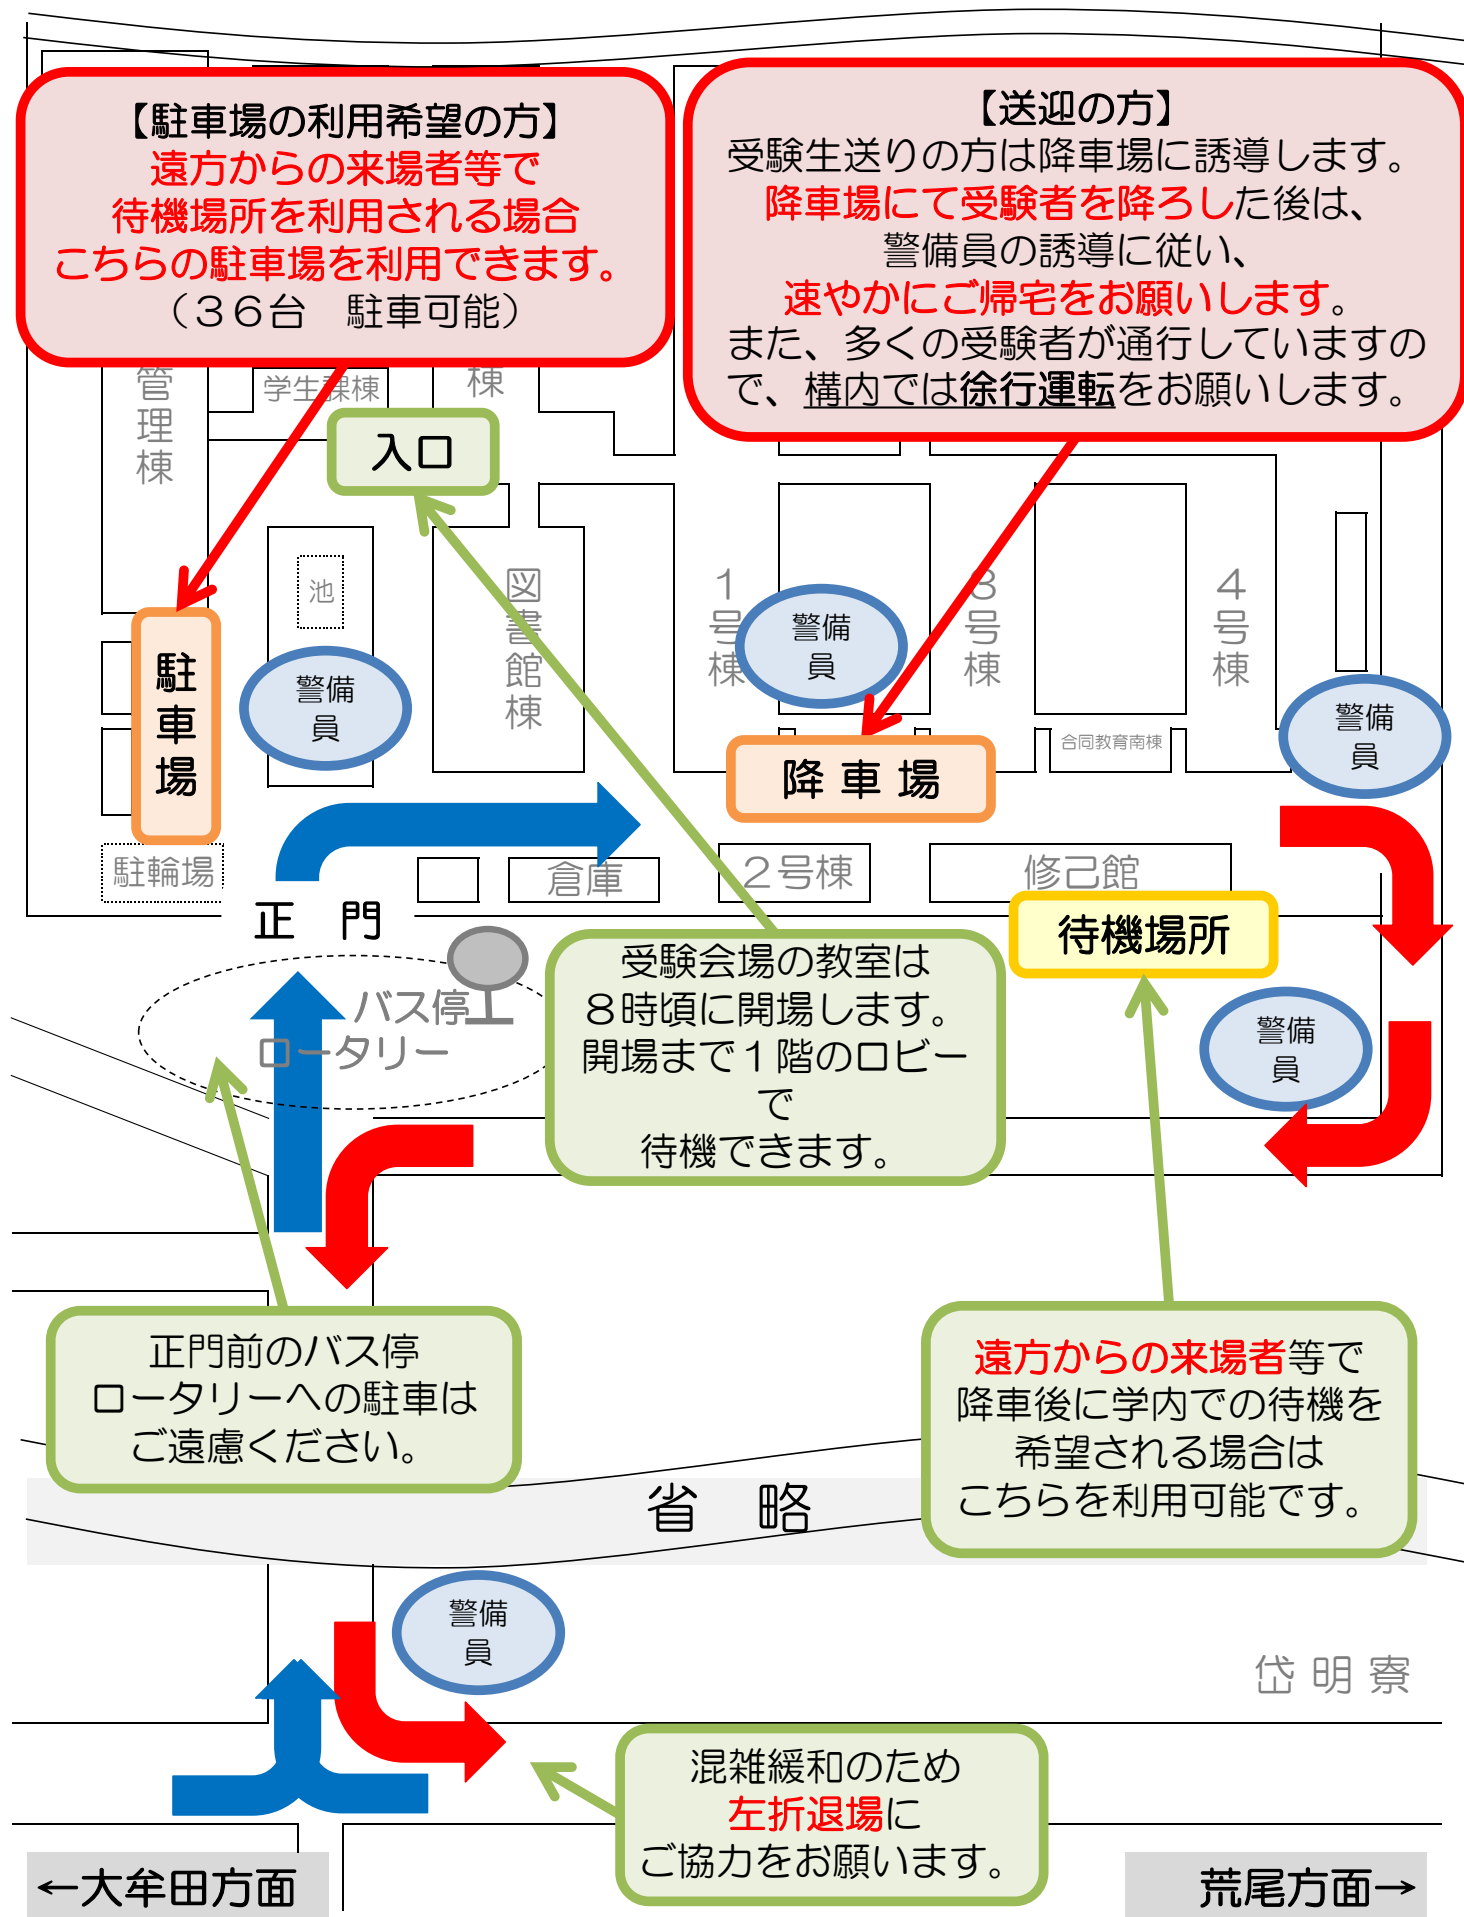 【駐車場の利用希望の方】
遠方からの来場者等で
待機場所を利用される場合
こちらの駐車場を利用できます。
（３６台　駐車可能）
【送迎の方】
受験生送りの方は降車場に誘導します。
降車場にて受験者を降ろした後は、
警備員の誘導に従い、
速やかにご帰宅をお願いします。
また、多くの受験者が通行していますの
で、構内では徐行運転をお願いします。
管理棟
学生課棟
棟
入口
池
図書館棟
１号棟
３号棟
４号棟
警備
員
警備
員
警備
員
駐車場
降 車 場
合同教育南棟
駐輪場
倉庫
２号棟
修己館
正　門
待機場所
バス停
ロータリー
受験会場の教室は
８時頃に開場します。
開場まで１階のロビー
で
待機できます。
警備
員
正門前のバス停
ロータリーへの駐車は
ご遠慮ください。
遠方からの来場者等で
降車後に学内での待機を
希望される場合は
こちらを利用可能です。
省　略
警備
員
岱 明 寮
混雑緩和のため
左折退場に
ご協力をお願います。
←大牟田方面
荒尾方面→